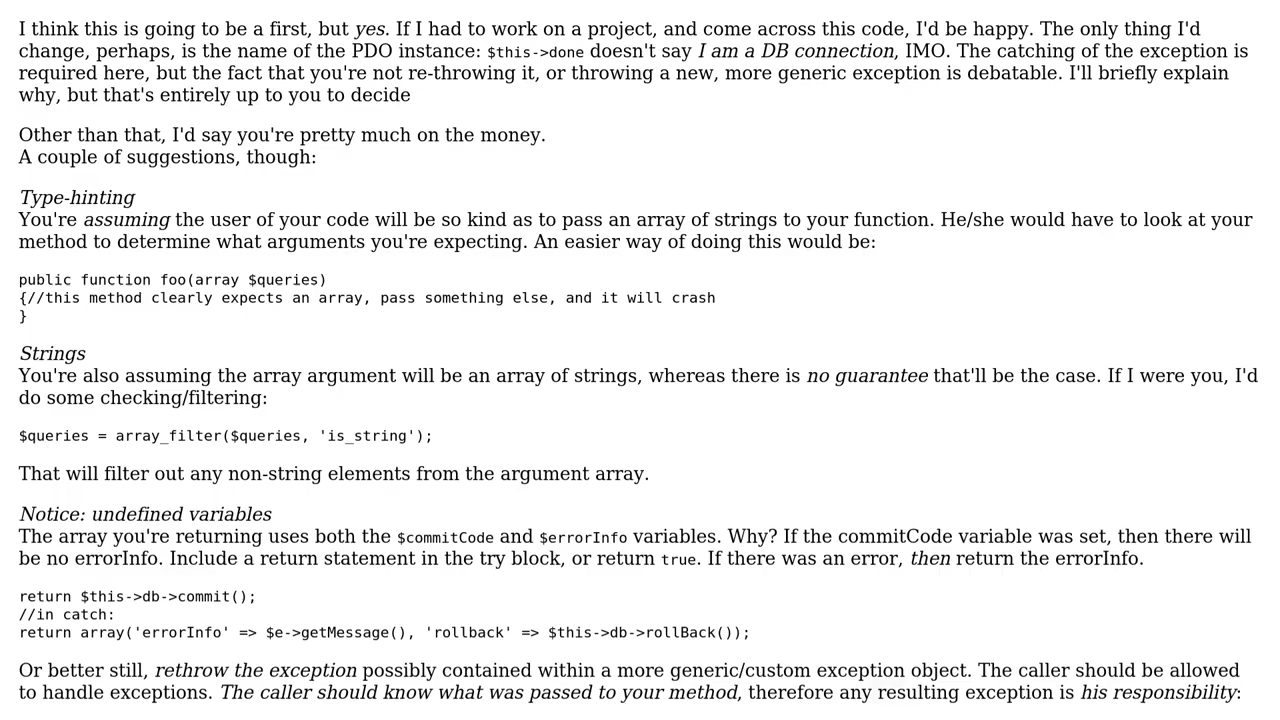 I think this is going to be a first, but yes. If I had to work on a project, and come across this code, I'd be happy. The only thing I'd
change, perhaps, is the name of the PDO instance: $this->done doesn't say I am a DB connection, IMO. The catching of the exception is
required here, but the fact that you're not re-throwing it, or throwing a new, more generic exception is debatable. I'll briefly explain
why, but that's entirely up to you to decide
Other than that, I'd say you're pretty much on the money.
A couple of suggestions, though:
Type-hinting
You're assuming the user of your code will be so kind as to pass an array of strings to your function. He/she would have to look at your
method to determine what arguments you're expecting. An easier way of doing this would be:
public function foo(array $queries)
{//this method clearly expects an array, pass something else, and it will crash
}
Strings
You're also assuming the array argument will be an array of strings, whereas there is no guarantee that'll be the case. If I were you, I'd
do some checking/filtering:
$queries = array_filter($queries, 'is_string');
That will filter out any non-string elements from the argument array.
Notice: undefined variables
The array you're returning uses both the $commitCode and $errorInfo variables. Why? If the commitCode variable was set, then there will
be no errorInfo. Include a return statement in the try block, or return true. If there was an error, then return the errorInfo.
return $this->db->commit();
//in catch:
return array('errorInfo' => $e->getMessage(), 'rollback' => $this->db->rollBack());
Or better still, rethrow the exception possibly contained within a more generic/custom exception object. The caller should be allowed
to handle exceptions. The caller should know what was passed to your method, therefore any resulting exception is his responsibility: